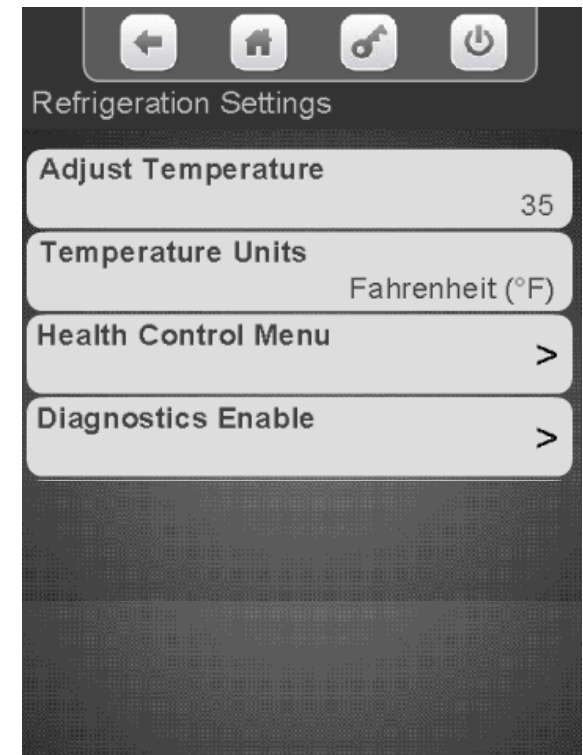 Refrigeration Settings
Adjust Temperature
35
Temperature Units
Fahrenheit (°F)
Health Control Menu
>
Diagnostics Enable
>